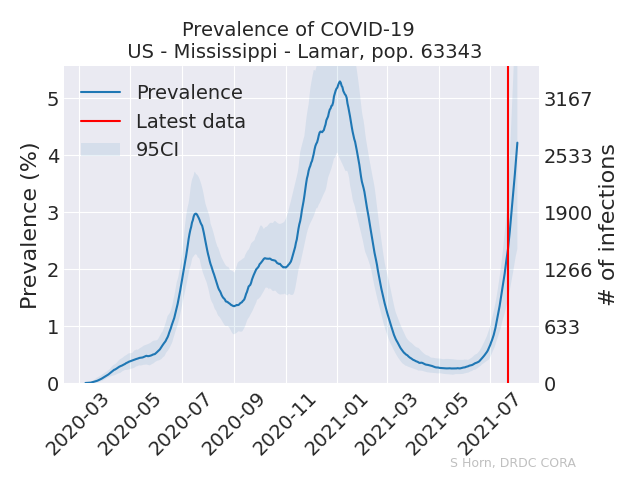 Prevalence of COVID-19
US - Mississippi - Lamar, pop. 63343
Prevalence
Latest data
95CI
Prevalence (%)
5
4
3
2
1
0
3167
2533
1900
1266
633
0
# of infections
2020-03
2020-05
2020-07
2020-09
2020-11
2021-01
2021-03
2021-05
2021-07
S Horn, DRDC CORA